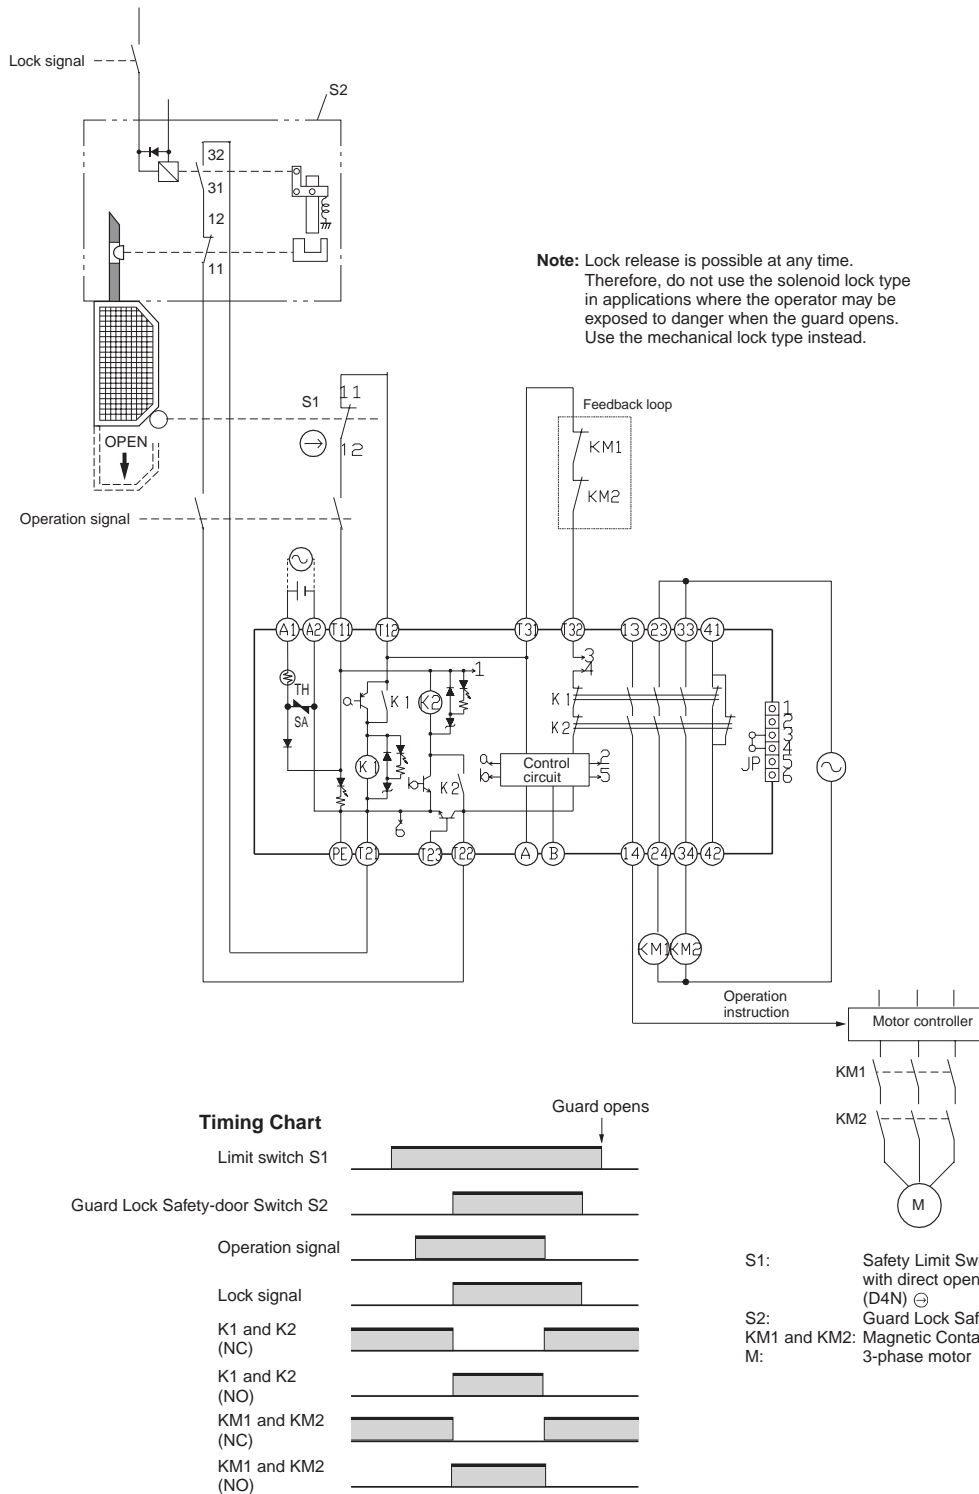 Lock signal
S2
32
31
12
11
Note: Lock release is possible at any time.
Therefore, do not use the solenoid lock type
in applications where the operator may be
exposed to danger when the guard opens.
Use the mechanical lock type instead.
11
S1
12
Feedback loop
KM1
KM2
OPEN
Operation signal
A1 A2 T11 T12 T31 T32 13 23 33 41
1
3
4
TH
SA
a
K1
K2
K1
K2
K1
b
K2
a
b
Control
circuit
2
5
6
JP
1
2
3
4
5
6
PE T21 T23 T22 A B 14 24 34 42
KM1 KM2
Operation
instruction
Motor controller
KM1
KM2
M
Timing Chart
Guard opens
Limit switch S1
Guard Lock Safety-door Switch S2
Operation signal
Lock signal
K1 and K2
(NC)
K1 and K2
(NO)
KM1 and KM2
(NC)
KM1 and KM2
(NO)
S1: Safety Limit Sw
with direct open
(D4N)
S2: Guard Lock Saf
KM1 and KM2: Magnetic Conta
M: 3-phase motor